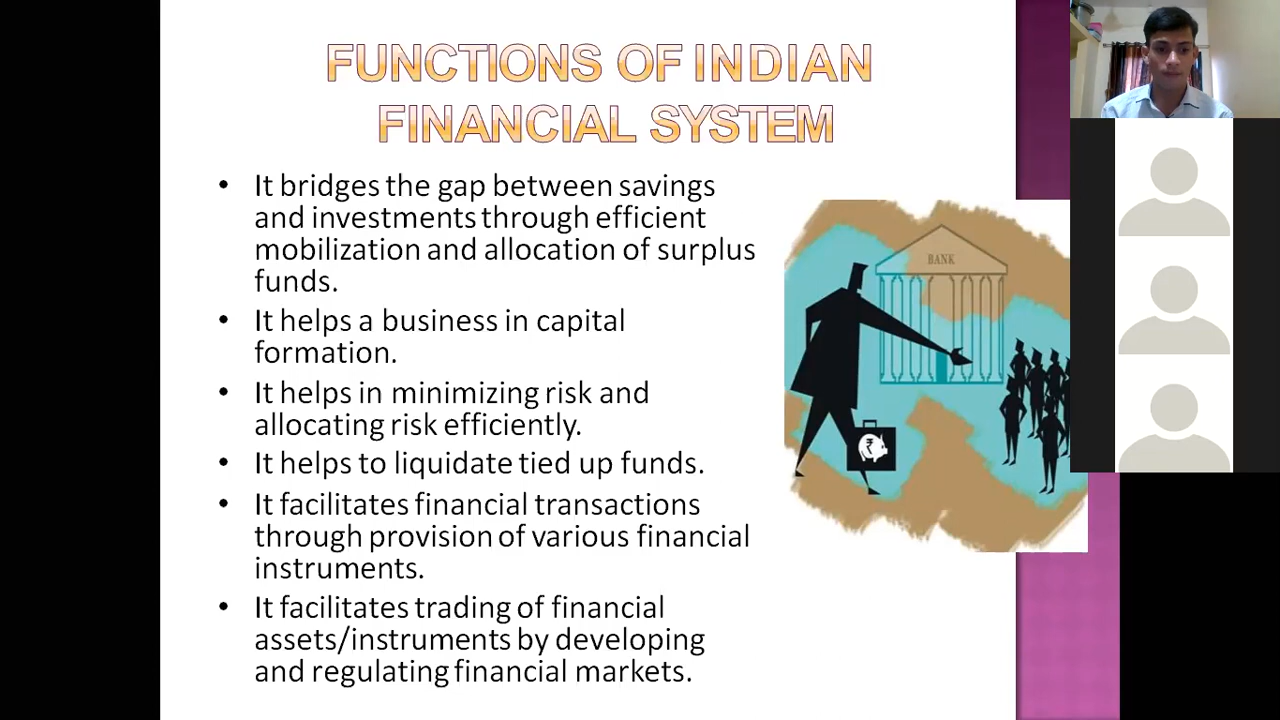 FUNCTIONS OF INDIAN
FINANCIAL SYSTEM
• It bridges the gap between savings
and investments through efficient
mobilization and allocation of surplus
funds.
• It helps a business in capital
formation.
• It helps in minimizing risk and
allocating risk efficiently.
• It helps to liquidate tied up funds.
• It facilitates financial transactions
through provision of various financial
instruments.
• It facilitates trading of financial
assets/instruments by developing
and regulating financial markets.
BANK
₹